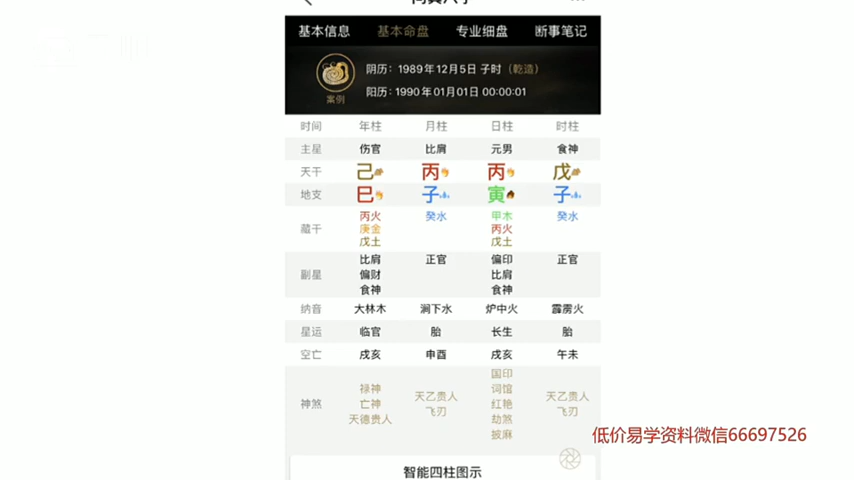 基本信息 基本命盘 专业细盘 断事笔记
阴历：1989年12月5日 子时（乾造）
阳历：1990年01月01日 00:00:01
案例
时间 年柱 月柱 日柱 时柱
主星 伤官 比肩 元男 食神
天干 己 丙 丙 戊
地支 巳 子 寅 子
藏干 丙火 癸水 甲木 癸水
庚金 丙火
戊土 戊土
副星 比肩 正官 偏印 正官
偏财 比肩
食神 食神
纳音 大林木 涧下水 炉中火 霹雳火
星运 临官 胎 长生 胎
空亡 戌亥 申酉 戌亥 午未
神煞 禄神 天乙贵人 国印 天乙贵人
亡神 飞刃 词馆 飞刃
天德贵人 红艳
劫煞
披麻
低价易学资料微信66697526
智能四柱图示